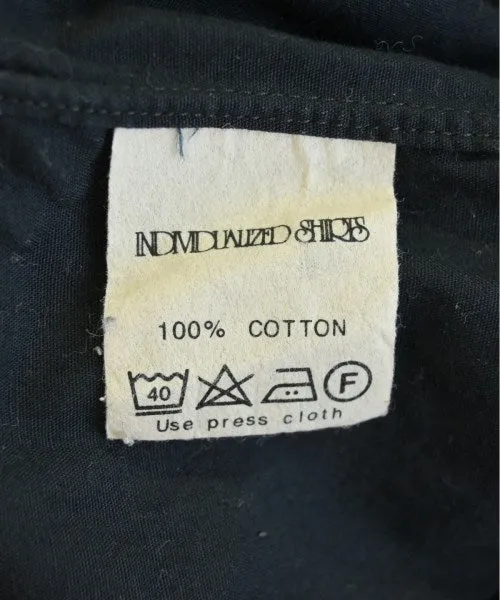 INDIVIDUALIZED SHIRTS
100% COTTON
40 F
Use press cloth